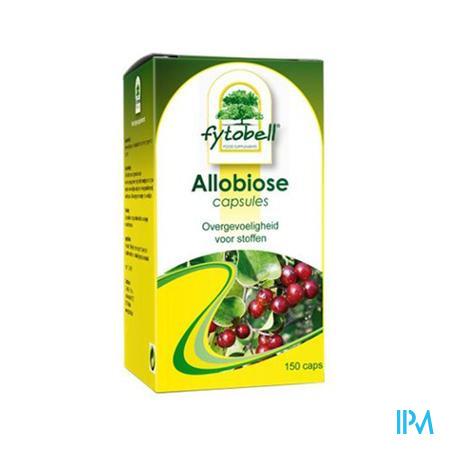 fytobell®
FOOD SUPPLEMENTS
Allobiose
capsules
Overgevoeligheid
voor stoffen
150 caps
IPM